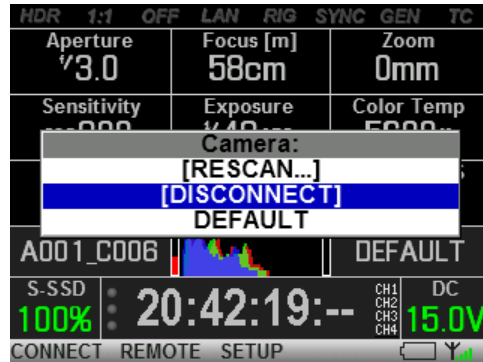 HDR 1:1 OFF LAN RIG SYNC GEN TC
Aperture Focus [m] Zoom
f/3.0 58cm 0mm
Sensitivity Exposure Color Temp
Camera:
[RESCAN...]
[DISCONNECT]
DEFAULT
A001_C006 DEFAULT
S-SSD
100%
20:42:19:--
CH1
CH2
CH3
CH4
DC
15.0V
CONNECT REMOTE SETUP